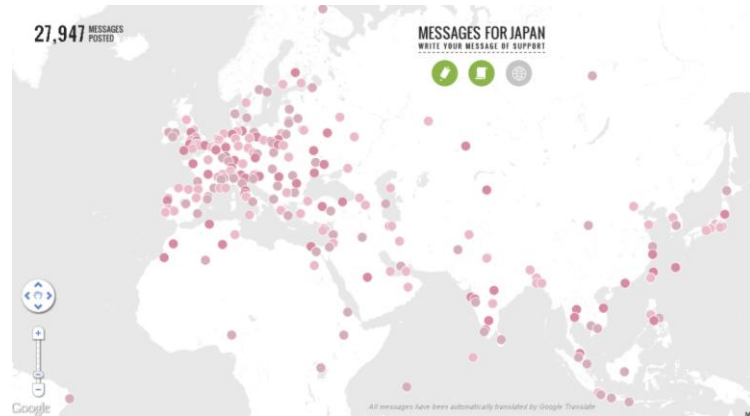 27,947 MESSAGES
POSTED
MESSAGES FOR JAPAN
WRITE YOUR MESSAGE OF SUPPORT
Google
All messages have been automatically translated by Google Translate
M